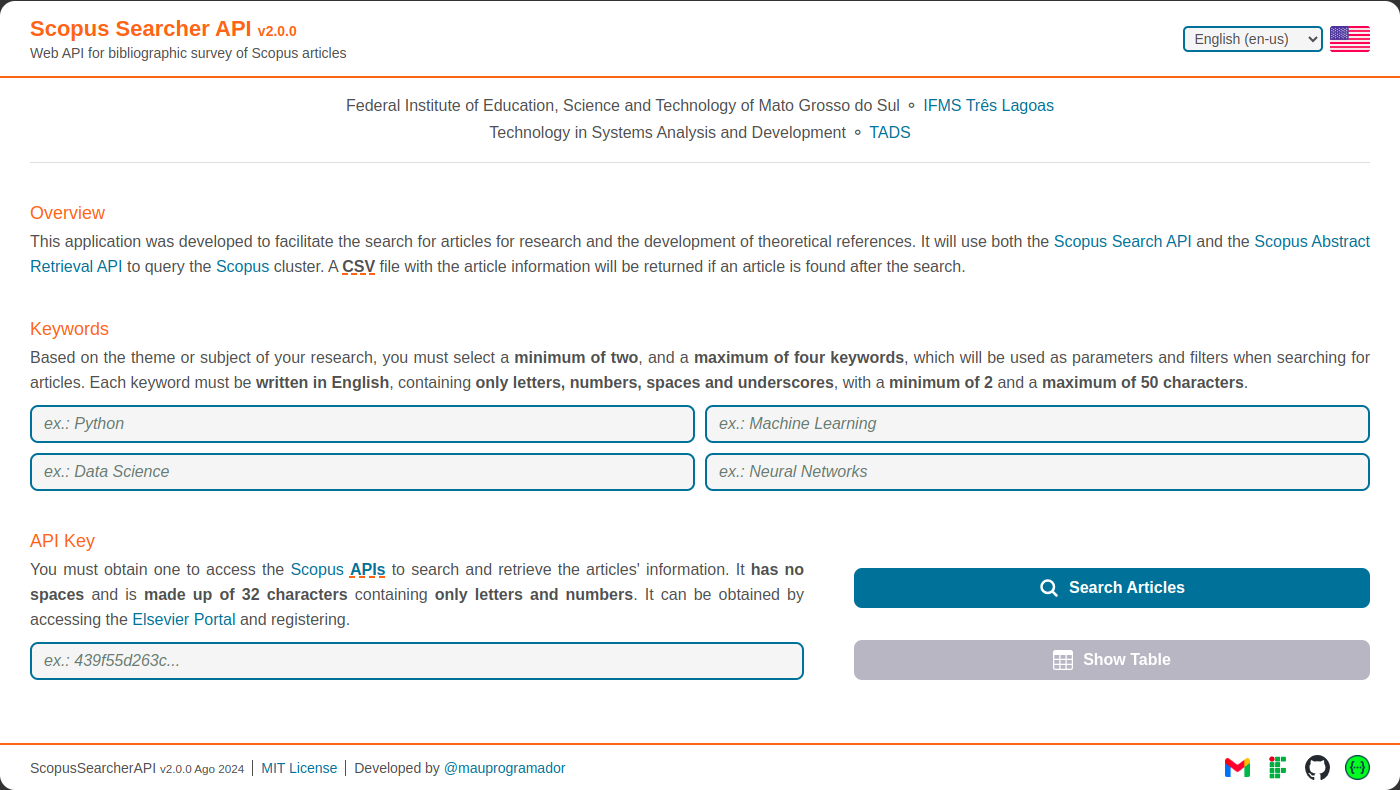 Scopus Searcher API v2.0.0
Web API for bibliographic survey of Scopus articles
English (en-us)
Federal Institute of Education, Science and Technology of Mato Grosso do Sul ⚬ IFMS Três Lagoas
Technology in Systems Analysis and Development ⚬ TADS
Overview
This application was developed to facilitate the search for articles for research and the development of theoretical references. It will use both the Scopus Search API and the Scopus Abstract
Retrieval API to query the Scopus cluster. A CSV file with the article information will be returned if an article is found after the search.
Keywords
Based on the theme or subject of your research, you must select a minimum of two, and a maximum of four keywords, which will be used as parameters and filters when searching for
articles. Each keyword must be written in English, containing only letters, numbers, spaces and underscores, with a minimum of 2 and a maximum of 50 characters.
ex.: Python
ex.: Machine Learning
ex.: Data Science
ex.: Neural Networks
API Key
You must obtain one to access the Scopus APIs to search and retrieve the articles' information. It has no
spaces and is made up of 32 characters containing only letters and numbers. It can be obtained by
accessing the Elsevier Portal and registering.
ex.: 439f55d263c...
Search Articles
Show Table
ScopusSearcherAPI v2.0.0 Ago 2024 | MIT License | Developed by @mauprogramador